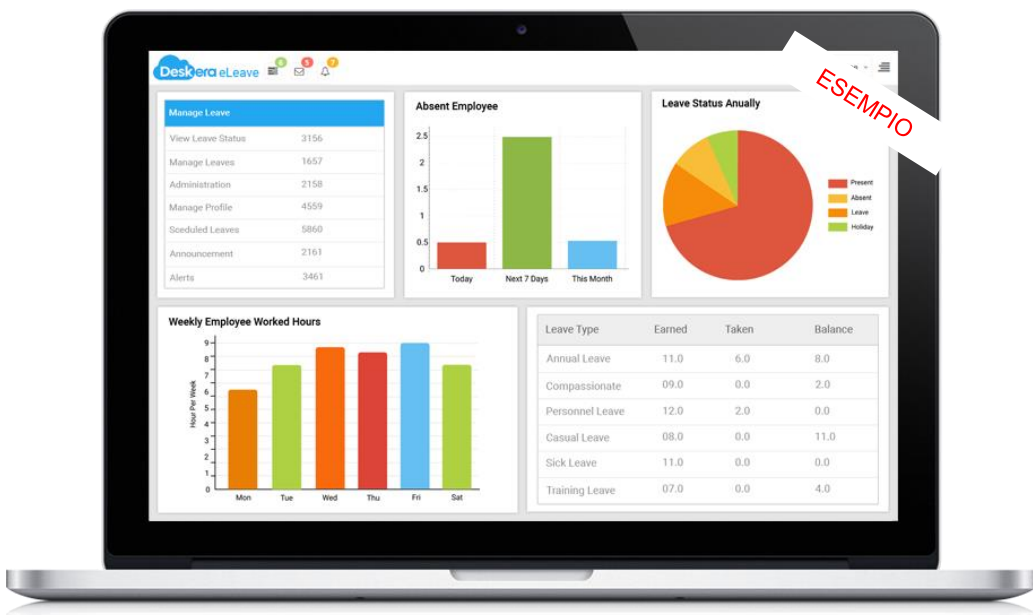 Deskera eLeave
6
5
7
ESEMPIO
Manage Leave
View Leave Status 3156
Manage Leaves 1657
Administration 2158
Manage Profile 4559
Sceduled Leaves 5860
Announcement 2161
Alerts 3461
Absent Employee
2.5
2
1.5
1
0.5
0
Today Next 7 Days This Month
Leave Status Anually
Present
Absent
Leave
Holiday
Weekly Employee Worked Hours
Hour Per Week
9
8
7
6
5
4
3
2
1
0
Mon Tue Wed Thu Fri Sat
Leave Type Earned Taken Balance
Annual Leave 11.0 6.0 8.0
Compassionate 09.0 0.0 2.0
Personnel Leave 12.0 2.0 0.0
Casual Leave 08.0 0.0 11.0
Sick Leave 11.0 0.0 0.0
Training Leave 07.0 0.0 4.0